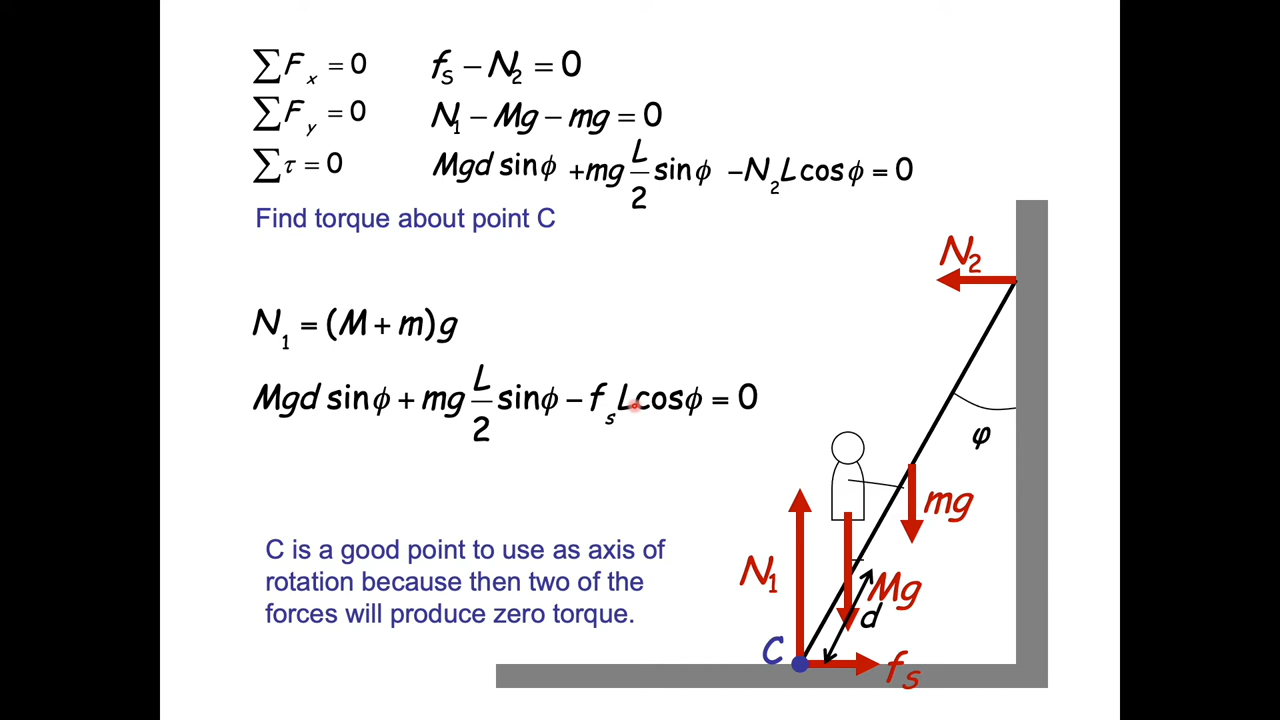 ∑F_x = 0 f_S − N_2 = 0
∑F_y = 0 N_1 − Mg − mg = 0
∑τ = 0 Mgd sinϕ + mg L/2 sinϕ − N_2 L cosϕ = 0
Find torque about point C
N_1 = (M + m)g
Mgd sinϕ + mg L/2 sinϕ − f_s L cosϕ = 0
C is a good point to use as axis of
rotation because then two of the
forces will produce zero torque.
N_2
φ
mg
N_1
Mg
d
C
f_S